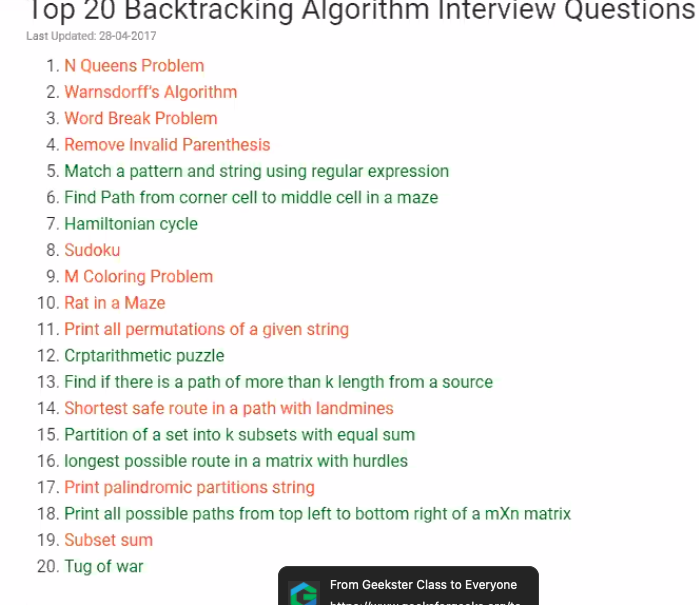 Top 20 Backtracking Algorithm Interview Questions
Last Updated: 28-04-2017
1. N Queens Problem
2. Warnsdorff's Algorithm
3. Word Break Problem
4. Remove Invalid Parenthesis
5. Match a pattern and string using regular expression
6. Find Path from corner cell to middle cell in a maze
7. Hamiltonian cycle
8. Sudoku
9. M Coloring Problem
10. Rat in a Maze
11. Print all permutations of a given string
12. Crptarithmetic puzzle
13. Find if there is a path of more than k length from a source
14. Shortest safe route in a path with landmines
15. Partition of a set into k subsets with equal sum
16. longest possible route in a matrix with hurdles
17. Print palindromic partitions string
18. Print all possible paths from top left to bottom right of a mXn matrix
19. Subset sum
20. Tug of war
From Geekster Class to Everyone